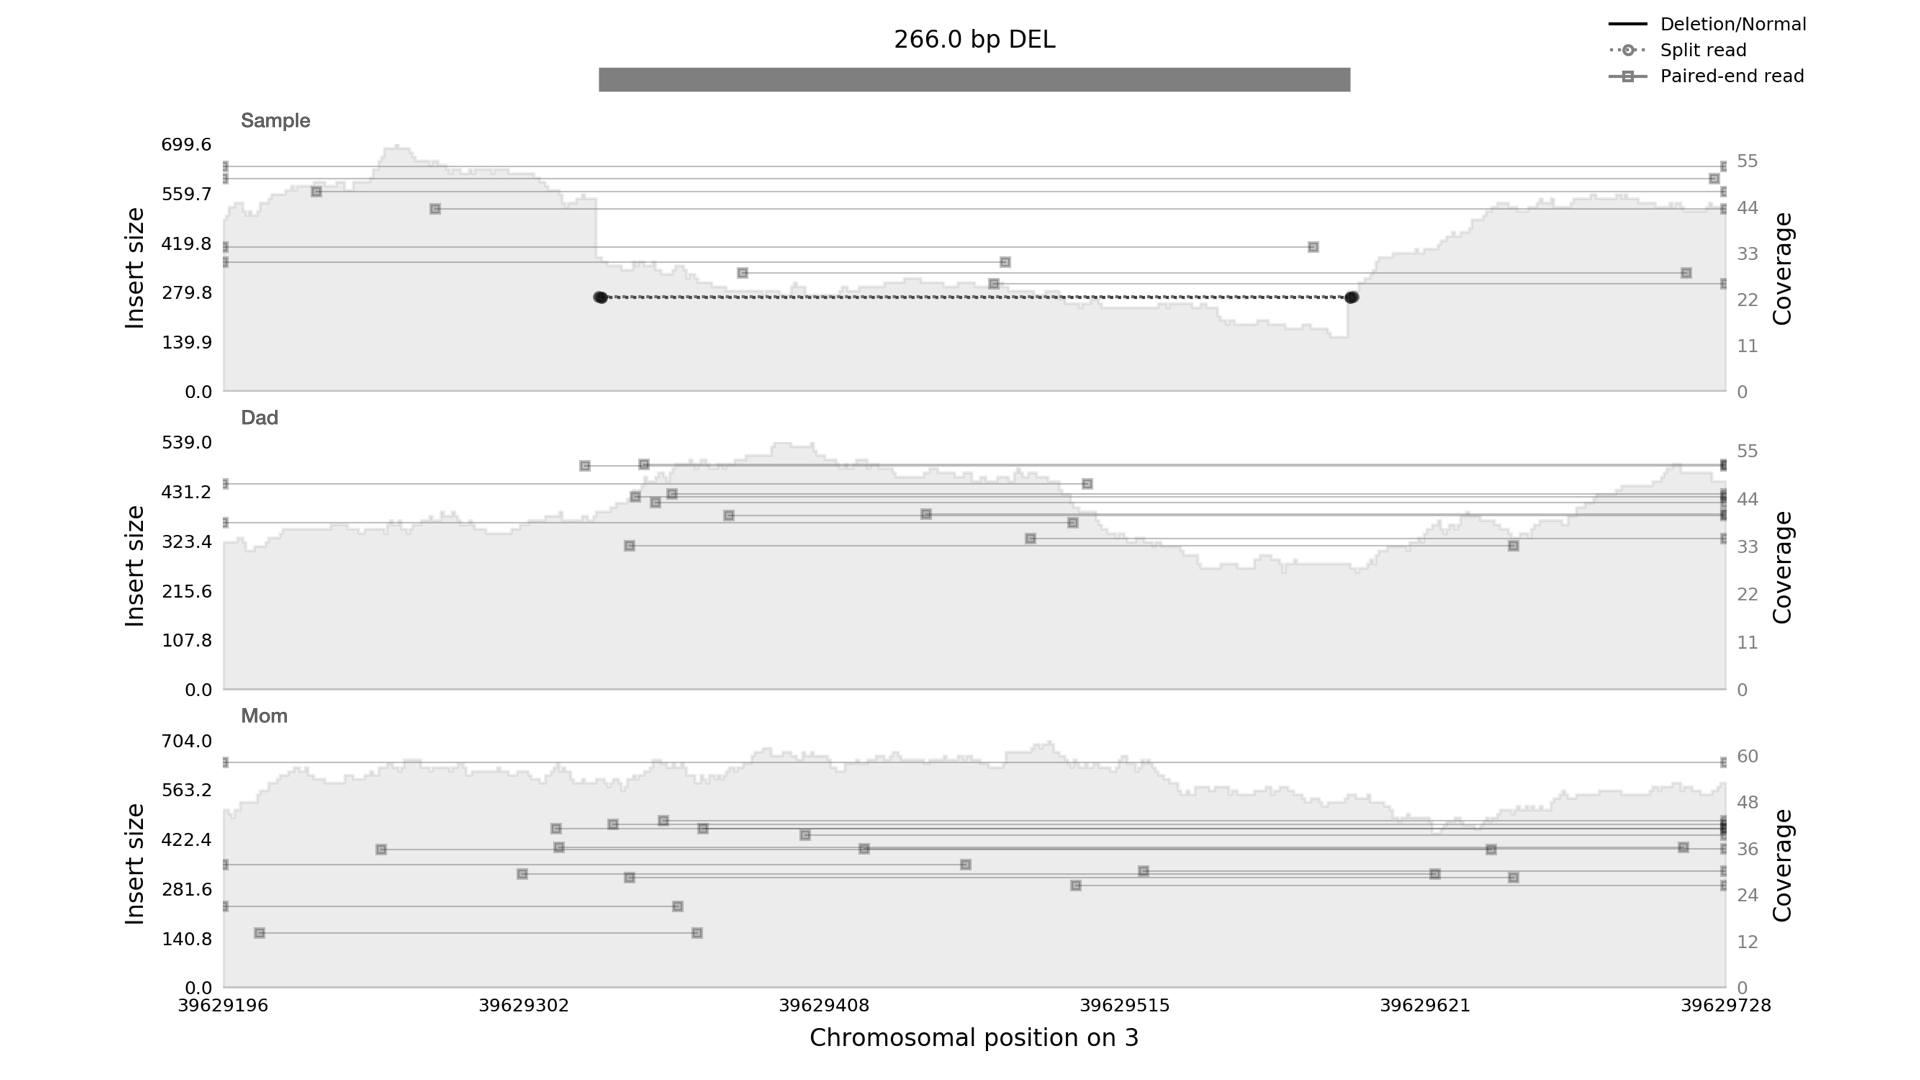 266.0 bp DEL
Deletion/Normal
Split read
Paired-end read
Sample
699.6
559.7
419.8
279.8
139.9
0.0
Insert size
55
44
33
22
11
0
Coverage
Dad
539.0
431.2
323.4
215.6
107.8
0.0
Insert size
55
44
33
22
11
0
Coverage
Mom
704.0
563.2
422.4
281.6
140.8
0.0
Insert size
60
48
36
24
12
0
Coverage
39629196 39629302 39629408 39629515 39629621 39629728
Chromosomal position on 3